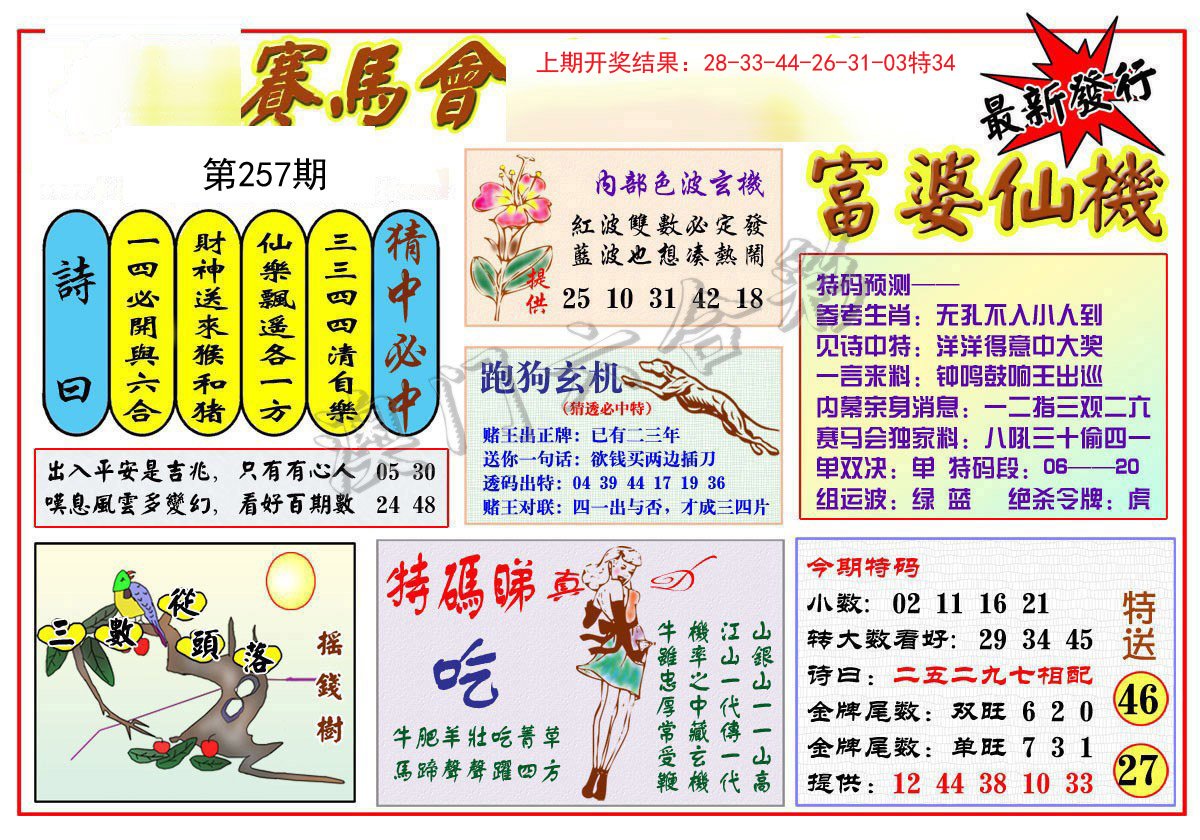 賽馬會
上期开奖结果：28-33-44-26-31-03特34
最新發行
第257期
富婆仙機
詩曰
一四必開與六合
財神送來猴和猪
仙樂飄遥各一方
三三四四清自樂
猜中必中
出入平安是吉兆，只有有心人 05 30
嘆息風雲多變幻，看好百期數 24 48
内部色波玄機
紅波雙數必定發
藍波也想凑熱鬧
提供
25 10 31 42 18
跑狗玄机
（猜透必中特）
赌王出正牌：已有二三年
送你一句话：欲钱买两边插刀
透码出特：04 39 44 17 19 36
赌王对联：四一出与否，才成三四片
特码预测——
参考生肖：无孔不入小人到
见诗中特：洋洋得意中大奖
一言来料：钟鸣鼓响王出巡
内幕亲身消息：一二指三观二六
赛马会独家料：八吼三十偷四一
单双决：单 特码段：06——20
组运波：绿 蓝 绝杀令牌：虎
三數從頭落
摇錢樹
特碼睇真D
吃
牛肥羊壯吃菁草
馬蹄聲聲躍四方
山銀山一一山高
江山一代傳一代
機率之中藏玄機
牛雖忠厚常受鞭
今期特码
小数：02 11 16 21
转大数看好：29 34 45
诗曰：二五二九七相配
金牌尾数：双旺 6 2 0
金牌尾数：单旺 7 3 1
提供：12 44 38 10 33
特送
46
27
澳门六合彩